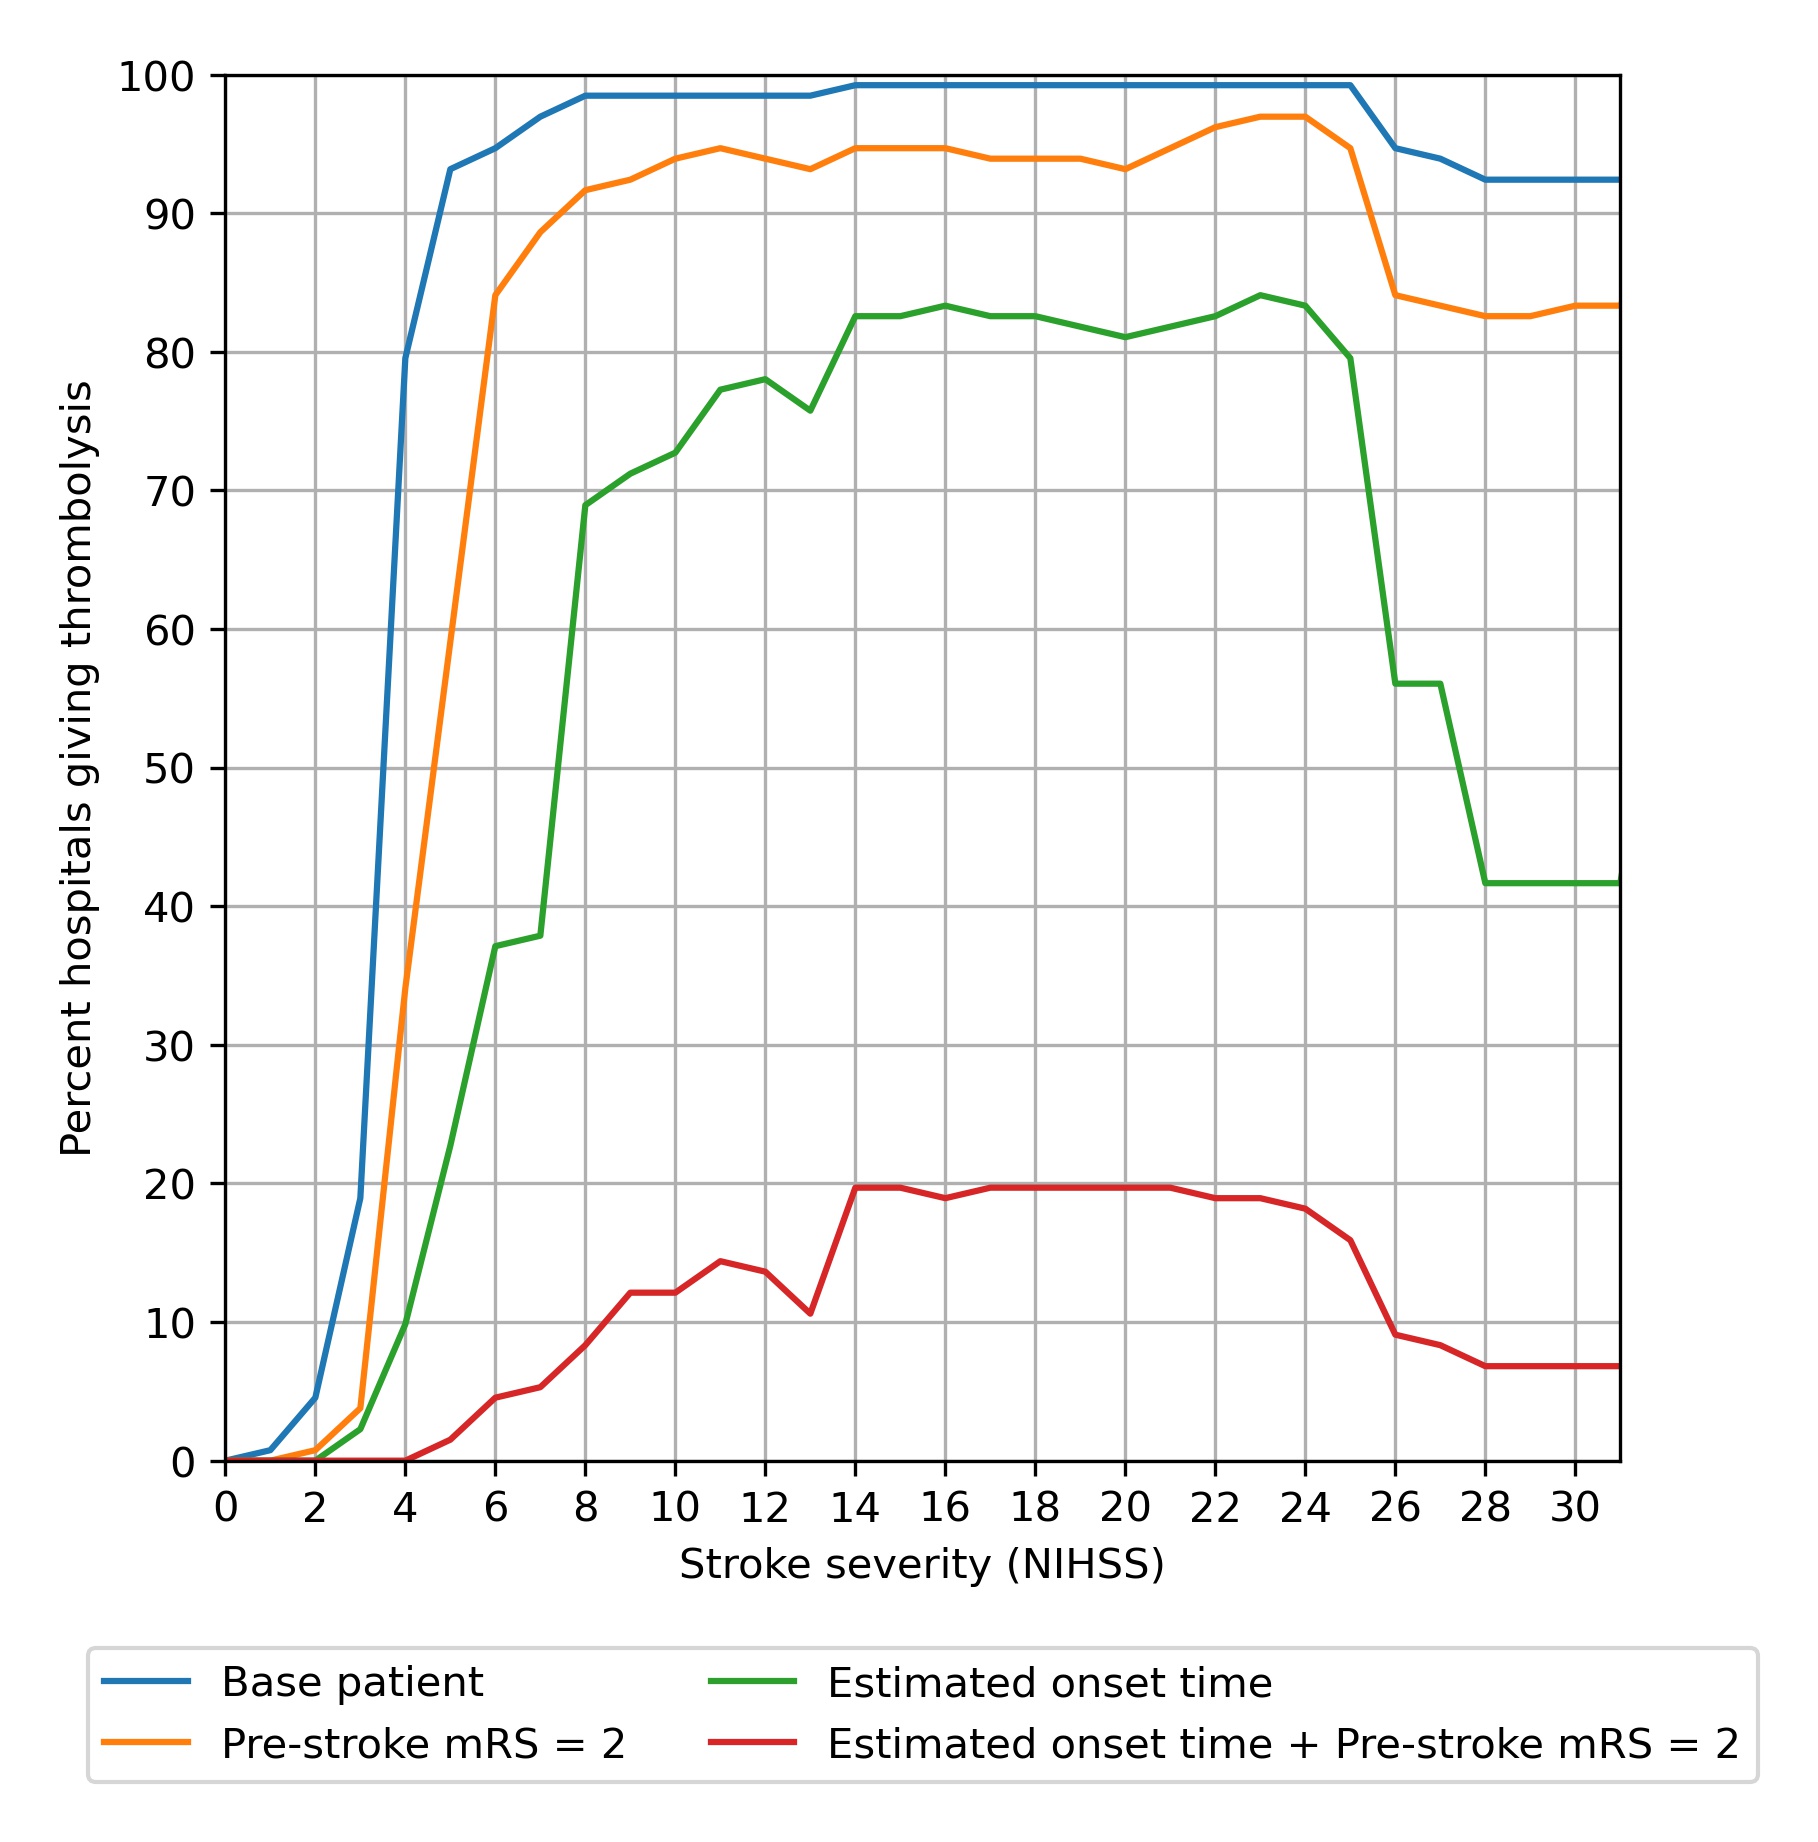 100
90
80
70
60
50
40
30
20
10
0
Percent hospitals giving thrombolysis
0 2 4 6 8 10 12 14 16 18 20 22 24 26 28 30
Stroke severity (NIHSS)
Base patient
Pre-stroke mRS = 2
Estimated onset time
Estimated onset time + Pre-stroke mRS = 2